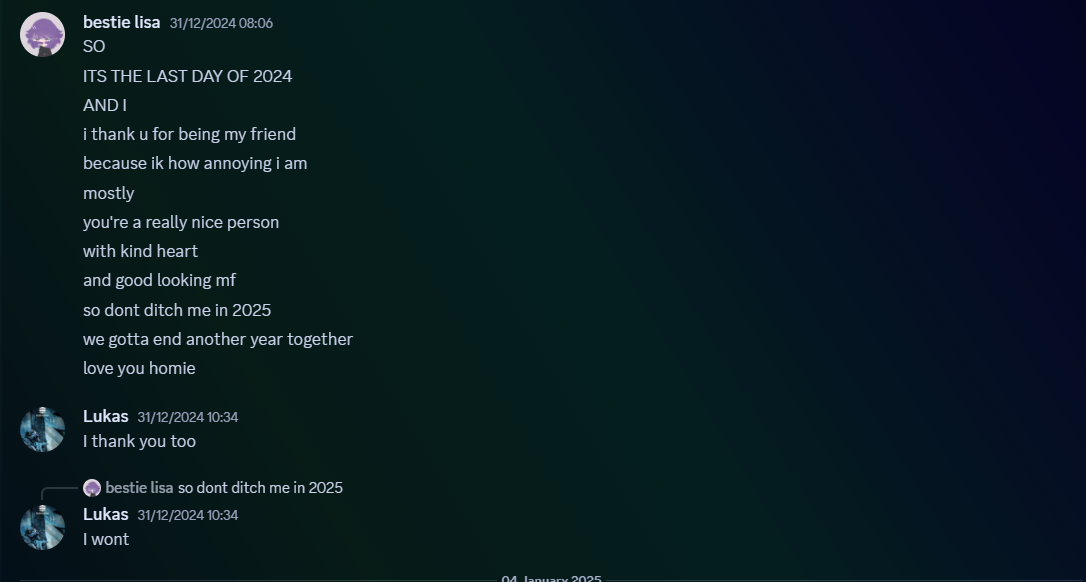 bestie lisa 31/12/2024 08:06
SO
ITS THE LAST DAY OF 2024
AND I
i thank u for being my friend
because ik how annoying i am
mostly
you're a really nice person
with kind heart
and good looking mf
so dont ditch me in 2025
we gotta end another year together
love you homie
Lukas 31/12/2024 10:34
I thank you too
bestie lisa so dont ditch me in 2025
Lukas 31/12/2024 10:34
I wont
04 January 2025